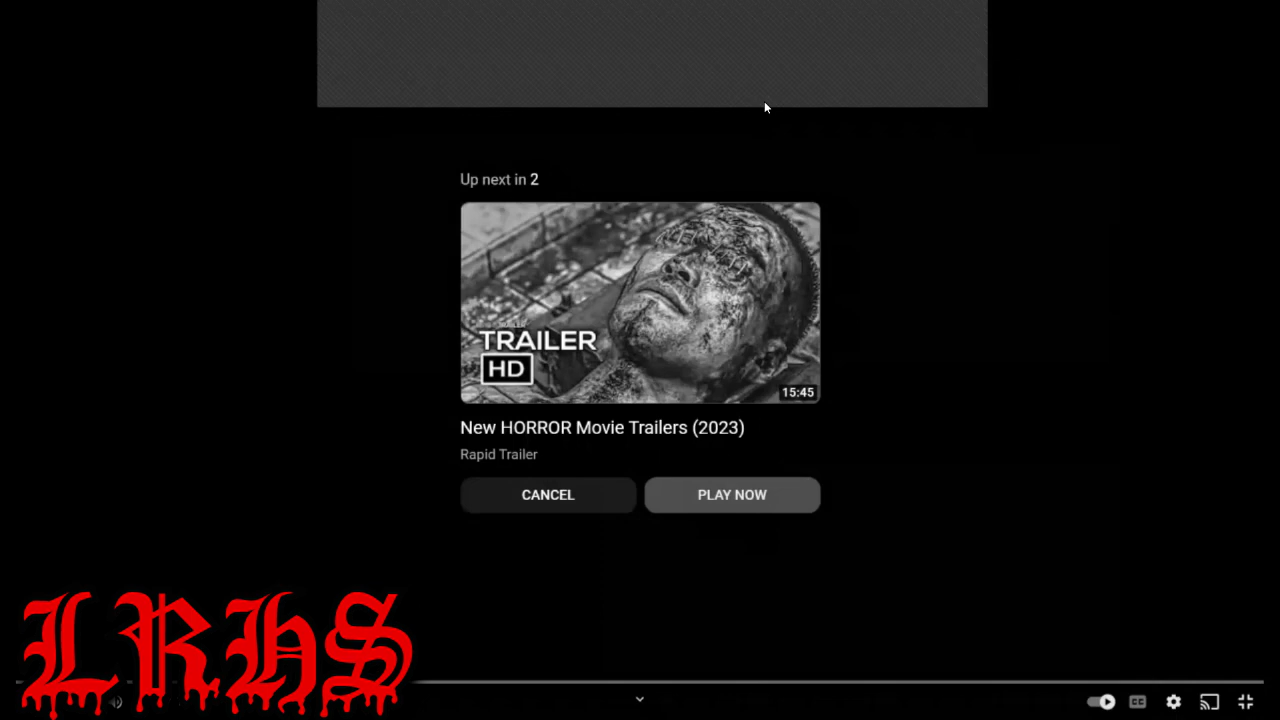 Up next in 2
TRAILER
HD
15:45
New HORROR Movie Trailers (2023)
Rapid Trailer
CANCEL
PLAY NOW
LRHS
CC